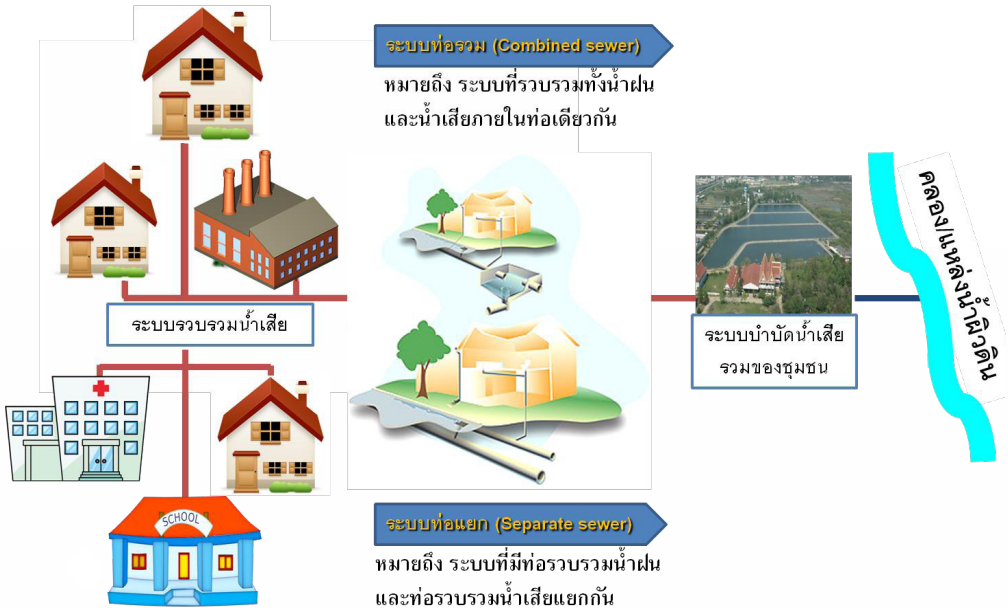 ระบบท่อรวม (Combined sewer)
หมายถึง ระบบที่รวบรวมทั้งน้ำฝน
และน้ำเสียภายในท่อเดียวกัน
ระบบรวบรวมน้ำเสีย
ระบบบำบัดน้ำเสีย
รวมของชุมชน
คลอง/แหล่งน้ำผิวดิน
SCHOOL
ระบบท่อแยก (Separate sewer)
หมายถึง ระบบที่มีท่อรวบรวมน้ำฝน
และท่อรวบรวมน้ำเสียแยกกัน